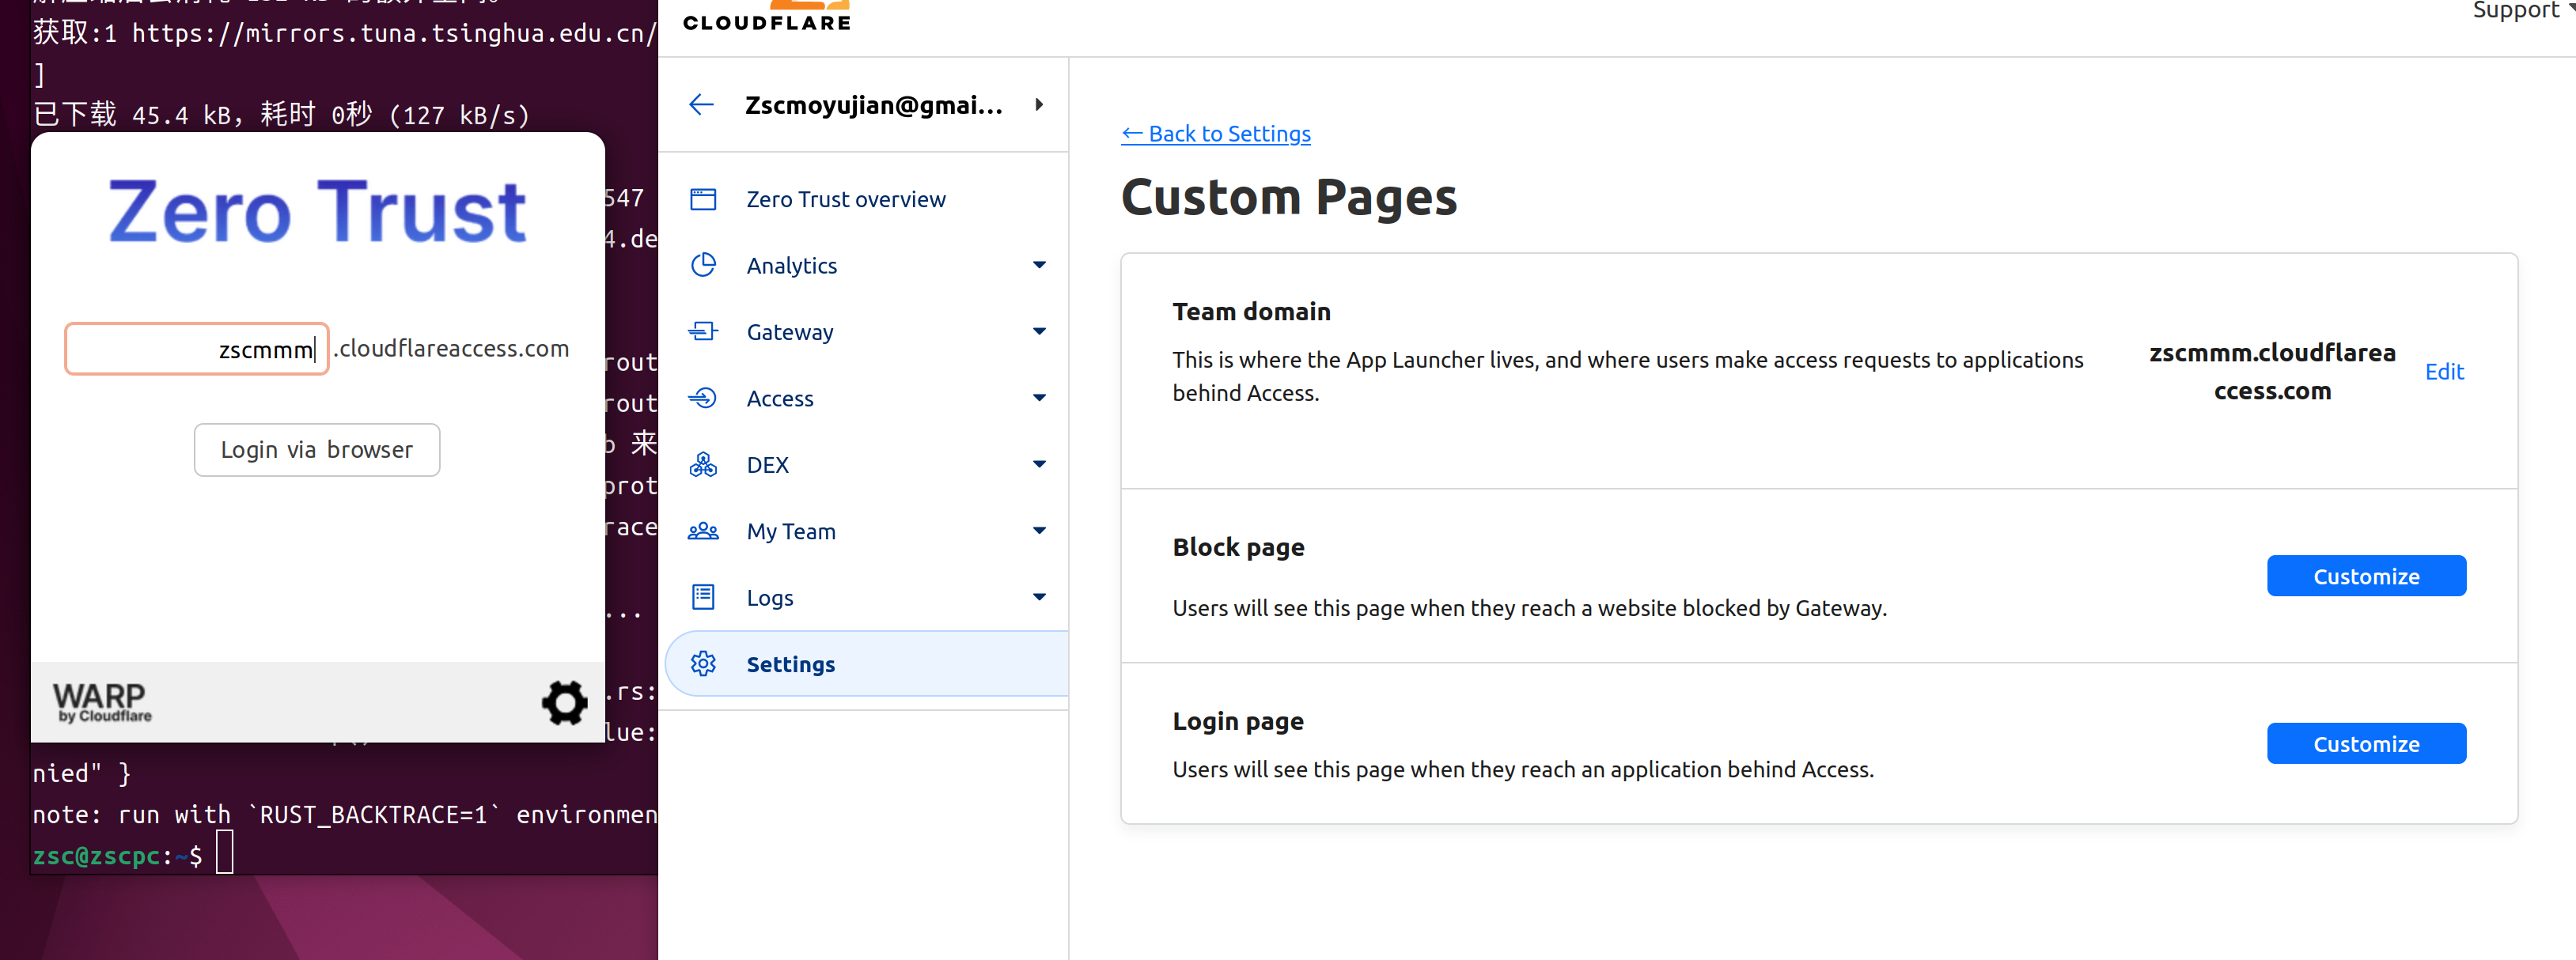 获取:1 https://mirrors.tuna.tsinghua.edu.cn/
]
已下载 45.4 kB，耗时 0秒 (127 kB/s)
547
4.de
rout
rout
b 来
prot
race
...
.rs:
lue:
nied" }
note: run with `RUST_BACKTRACE=1` environmen
zsc@zscpc:~$
Zero Trust
zscmmm .cloudflareaccess.com
Login via browser
WARP
by Cloudflare
CLOUDFLARE
Support
Zscmoyujian@gmai...
Zero Trust overview
Analytics
Gateway
Access
DEX
My Team
Logs
Settings
← Back to Settings
Custom Pages
Team domain
This is where the App Launcher lives, and where users make access requests to applications
behind Access.
zscmmm.cloudflarea
ccess.com
Edit
Block page
Users will see this page when they reach a website blocked by Gateway.
Customize
Login page
Users will see this page when they reach an application behind Access.
Customize